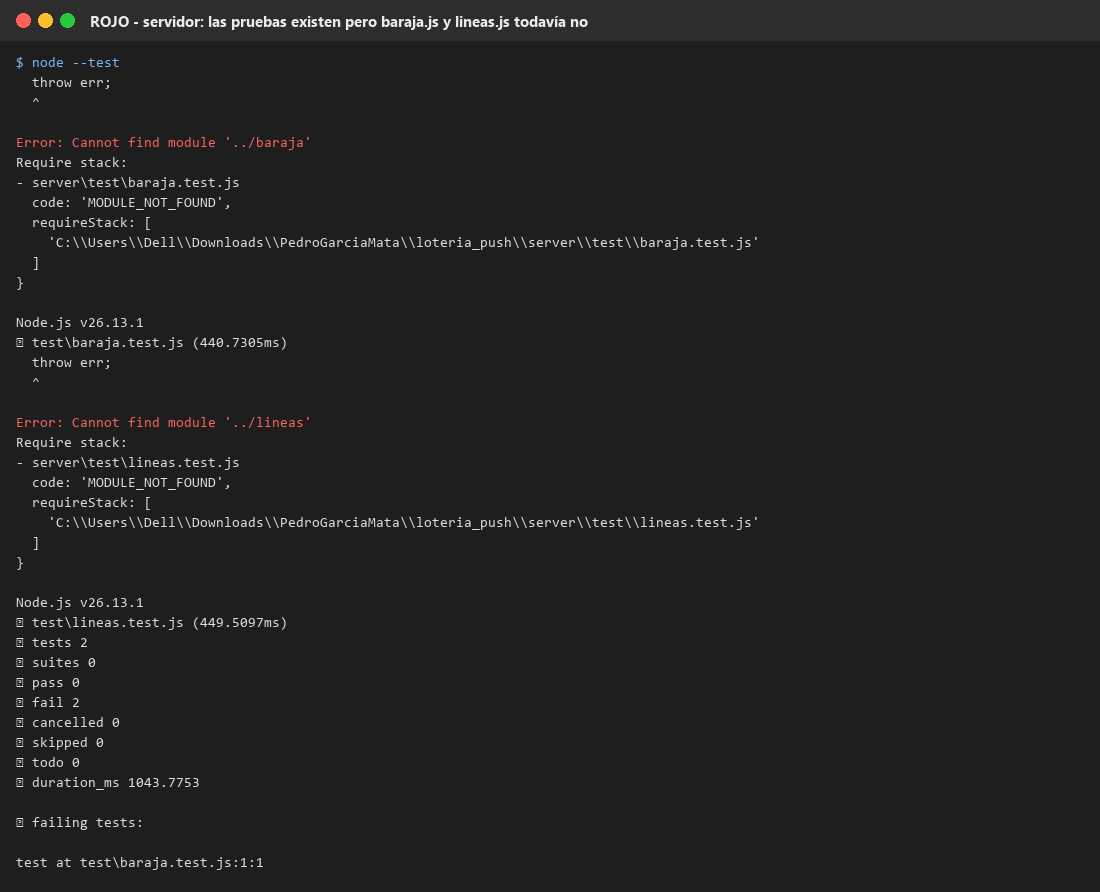 ROJO - servidor: las pruebas existen pero baraja.js y lineas.js todavía no
$ node --test
throw err;
^
Error: Cannot find module '../baraja'
Require stack:
- server\test\baraja.test.js
code: 'MODULE_NOT_FOUND',
requireStack: [
'C:\\Users\\Dell\\Downloads\\PedroGarciaMata\\loteria_push\\server\\test\\baraja.test.js'
]
}
Node.js v26.13.1
test\baraja.test.js (440.7305ms)
throw err;
^
Error: Cannot find module '../lineas'
Require stack:
- server\test\lineas.test.js
code: 'MODULE_NOT_FOUND',
requireStack: [
'C:\\Users\\Dell\\Downloads\\PedroGarciaMata\\loteria_push\\server\\test\\lineas.test.js'
]
}
Node.js v26.13.1
test\lineas.test.js (449.5097ms)
tests 2
suites 0
pass 0
fail 2
cancelled 0
skipped 0
todo 0
duration_ms 1043.7753
failing tests:
test at test\baraja.test.js:1:1